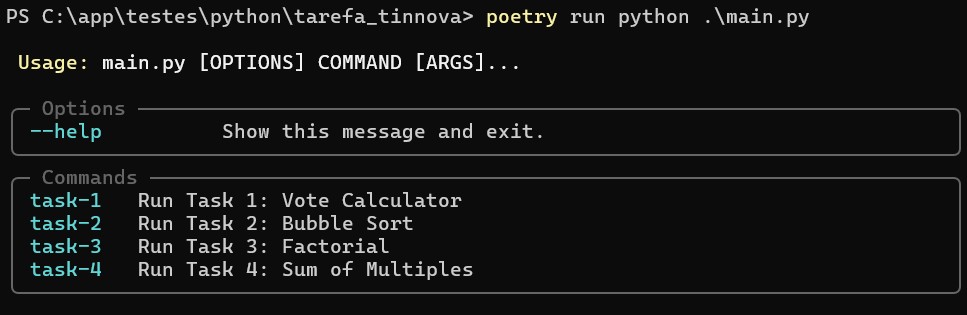 PS C:\app\testes\python\tarefa_tinnova> poetry run python .\main.py
Usage: main.py [OPTIONS] COMMAND [ARGS]...
Options
--help Show this message and exit.
Commands
task-1 Run Task 1: Vote Calculator
task-2 Run Task 2: Bubble Sort
task-3 Run Task 3: Factorial
task-4 Run Task 4: Sum of Multiples